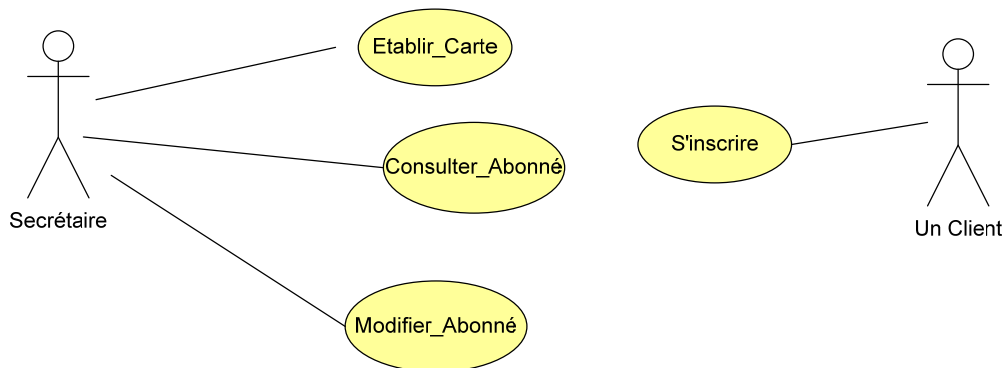 Etablir_Carte
Consulter_Abonné
S'inscrire
Secrétaire
Un Client
Modifier_Abonné